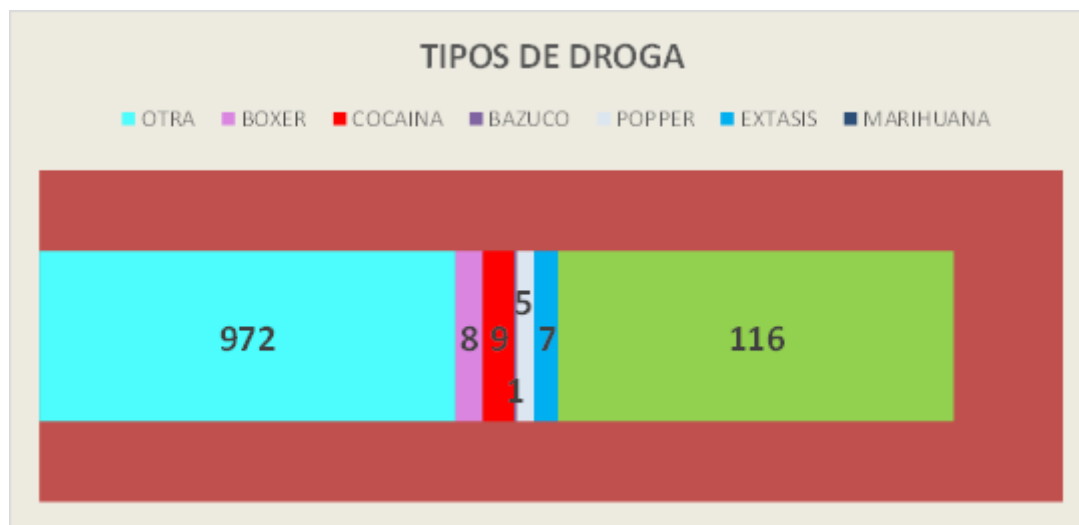 TIPOS DE DROGA
OTRA BOXER COCAINA BAZUCO POPPER EXTASIS MARIHUANA
972 8 9 1 5 7 116